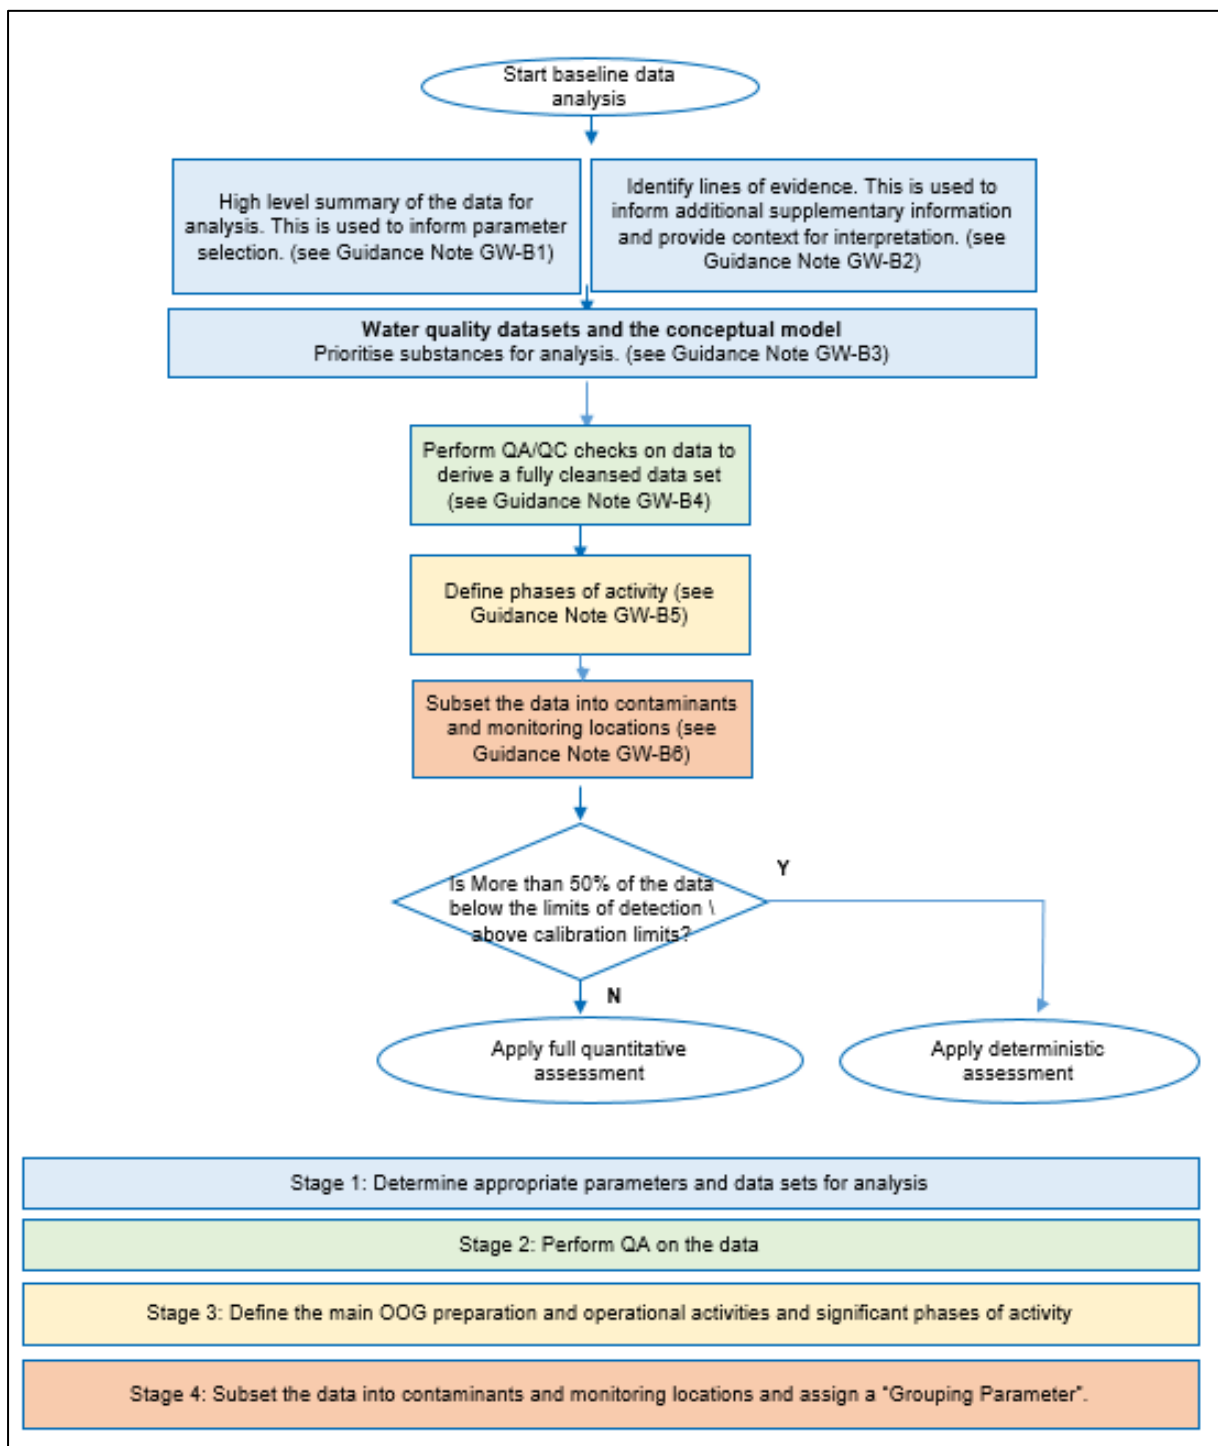 Start baseline data
analysis
High level summary of the data for
analysis. This is used to inform parameter
selection. (see Guidance Note GW-B1)
Identify lines of evidence. This is used to
inform additional supplementary information
and provide context for interpretation. (see
Guidance Note GW-B2)
Water quality datasets and the conceptual model
Prioritise substances for analysis. (see Guidance Note GW-B3)
Perform QA/QC checks on data to
derive a fully cleansed data set
(see Guidance Note GW-B4)
Define phases of activity (see
Guidance Note GW-B5)
Subset the data into contaminants
and monitoring locations (see
Guidance Note GW-B6)
Is More than 50% of the data
below the limits of detection \
above calibration limits?
Y
N
Apply full quantitative
assessment
Apply deterministic
assessment
Stage 1: Determine appropriate parameters and data sets for analysis
Stage 2: Perform QA on the data
Stage 3: Define the main OOG preparation and operational activities and significant phases of activity
Stage 4: Subset the data into contaminants and monitoring locations and assign a "Grouping Parameter".